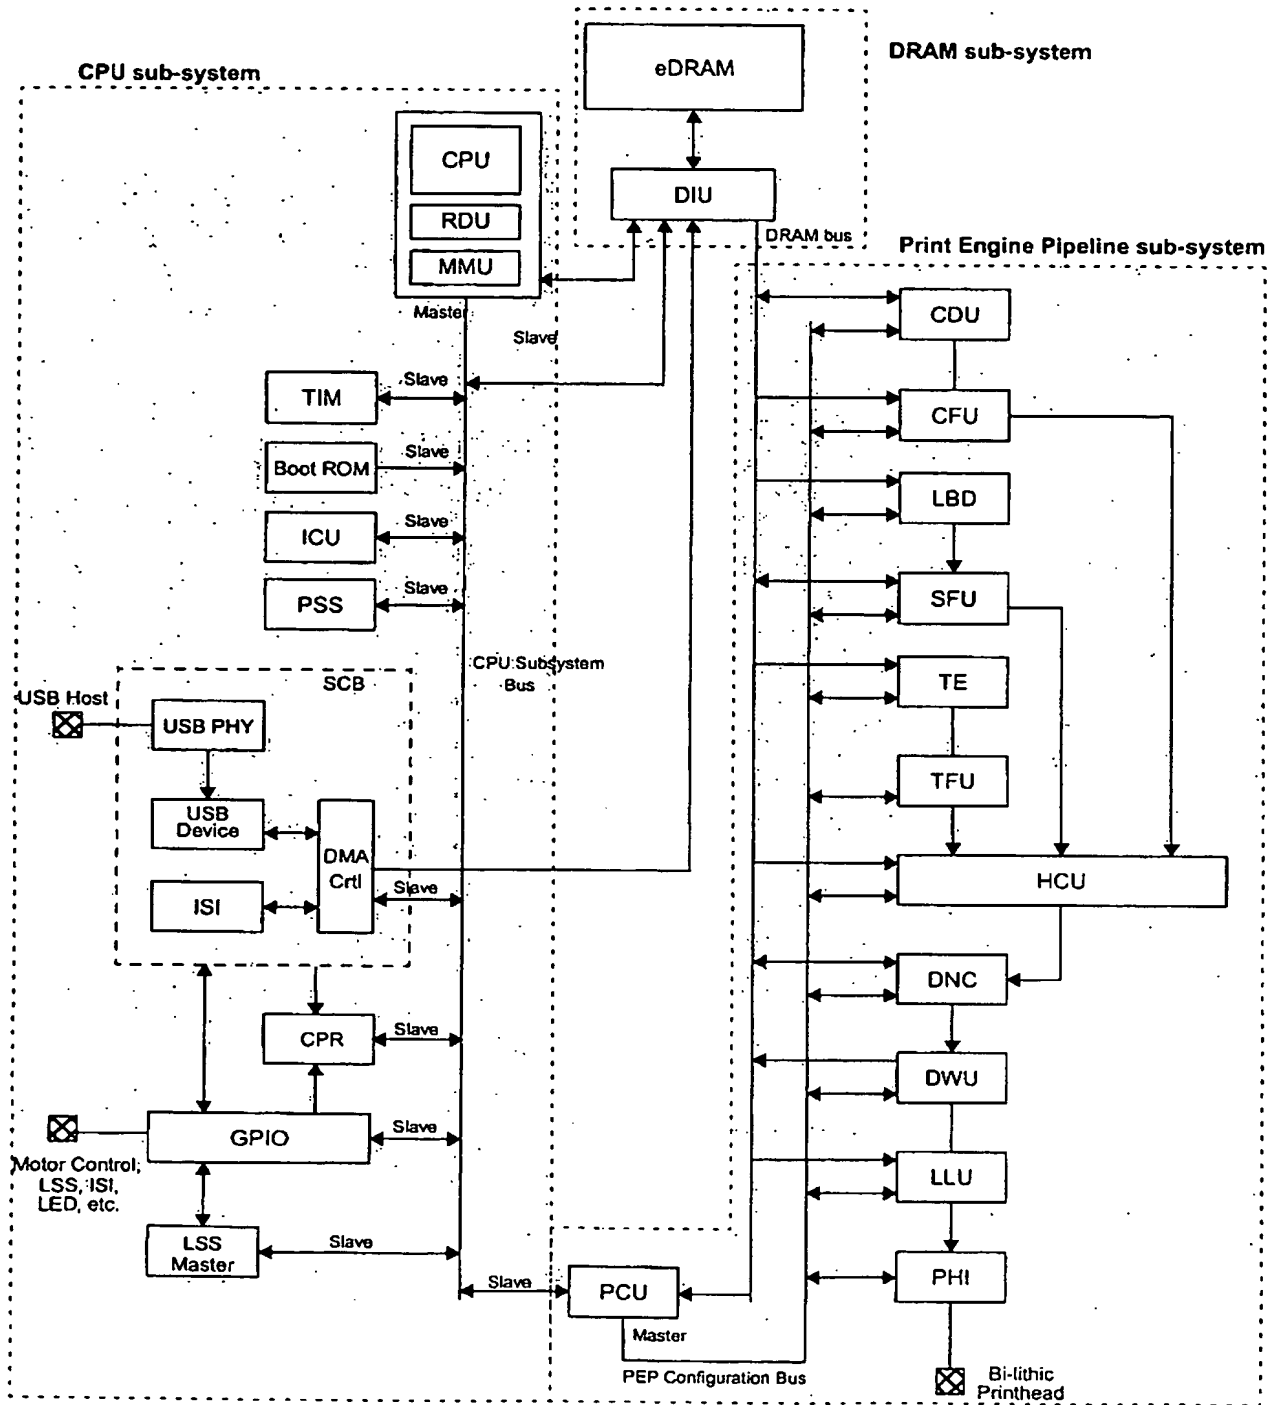 CPU sub-system
DRAM sub-system
eDRAM
DIU
DRAM bus
Print Engine Pipeline sub-system
CPU
RDU
MMU
Master
Slave
TIM
Slave
Boot ROM
Slave
ICU
Slave
PSS
Slave
CPU Subsystem
Bus
SCB
USB Host
USB PHY
USB
Device
DMA
Crtl
ISI
Slave
CPR
Slave
GPIO
Slave
Motor Control,
LSS, ISI,
LED, etc.
LSS
Master
Slave
Slave
PCU
Master
PEP Configuration Bus
CDU
CFU
LBD
SFU
TE
TFU
HCU
DNC
DWU
LLU
PHI
Bi-lithic
Printhead